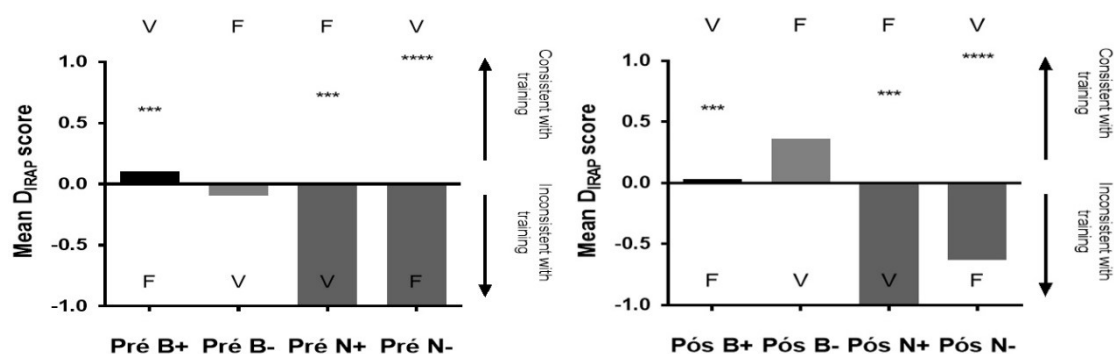 V F F V
Mean DIRAP score
1.0
0.5
0.0
-0.5
-1.0
***
***
****
F V V F
Pré B+ Pré B- Pré N+ Pré N-
Consistent with
training
Inconsistent with
training
V F F V
Mean DIRAP score
1.0
0.5
0.0
-0.5
-1.0
***
***
****
F V V F
Pós B+ Pós B- Pós N+ Pós N-
Consistent with
training
Inconsistent with
training